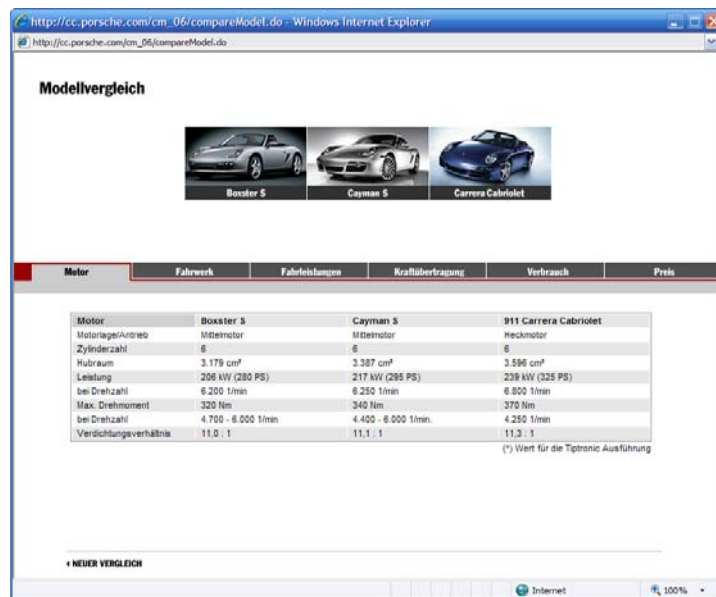 http://cc.porsche.com/cm_06/compareModel.do - Windows Internet Explorer
http://cc.porsche.com/cm_06/compareModel.do
Modellvergleich
Boxster S Cayman S Carrera Cabriolet
Motor Fahrwerk Fahrleistungen Kraftübertragung Verbrauch Preis
Motor Boxster S Cayman S 911 Carrera Cabriolet
Motorlage/Antrieb Mittelmotor Mittelmotor Heckmotor
Zylinderzahl 6 6 6
Hubraum 3.179 cm³ 3.387 cm³ 3.596 cm³
Leistung 206 kW (280 PS) 217 kW (295 PS) 239 kW (325 PS)
bei Drehzahl 6.200 1/min 6.250 1/min 6.800 1/min
Max. Drehmoment 320 Nm 340 Nm 370 Nm
bei Drehzahl 4.700 - 6.000 1/min 4.400 - 6.000 1/min. 4.250 1/min
Verdichtungsverhältnis 11,0 : 1 11,1 : 1 11,3 : 1
(*) Wert für die Tiptronic Ausführung
NEUER VERGLEICH
Internet 100%